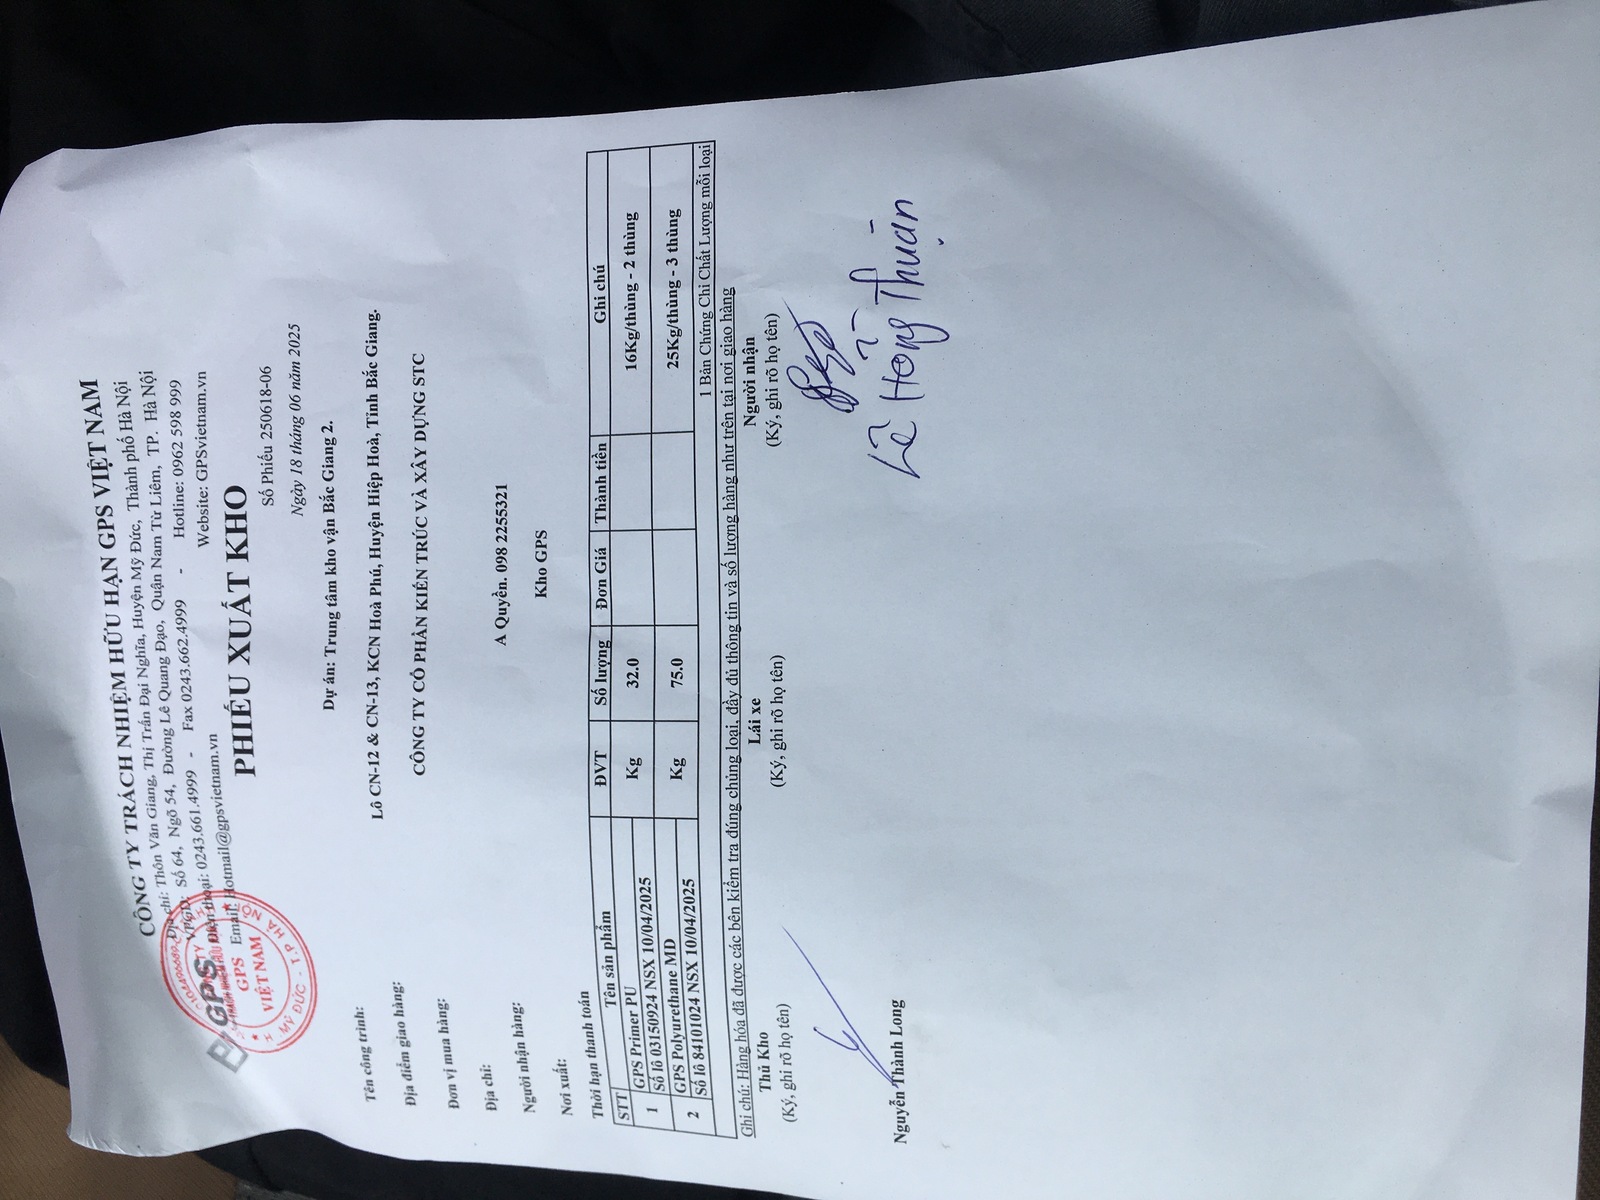 CÔNG TY TRÁCH NHIỆM HỮU HẠN GPS VIỆT NAM
Địa chỉ: Thôn Văn Giang, Thị Trấn Đại Nghĩa, Huyện Mỹ Đức, Thành phố Hà Nội
VPGD: Số 64, Ngõ 54, Đường Lê Quang Đạo, Quận Nam Từ Liêm, TP. Hà Nội
Điện thoại: 0243.661.4999 - Fax 0243.662.4999 - Hotline: 0962 598 999
Email: Hotmail@gpsvietnam.vn Website: GPSvietnam.vn
GPS
GPS
VIỆT NAM
MỸ ĐỨC - T.P HÀ NỘI
PHIẾU XUẤT KHO
Số Phiếu 250618-06
Ngày 18 tháng 06 năm 2025
Tên công trình: Dự án: Trung tâm kho vận Bắc Giang 2.
Địa điểm giao hàng: Lô CN-12 & CN-13, KCN Hoà Phú, Huyện Hiệp Hoà, Tỉnh Bắc Giang.
Đơn vị mua hàng: CÔNG TY CỔ PHẦN KIẾN TRÚC VÀ XÂY DỰNG STC
Địa chỉ:
Người nhận hàng: A Quyền. 098 2255321
Nơi xuất: Kho GPS
Thời hạn thanh toán
STT Tên sản phẩm ĐVT Số lượng Đơn Giá Thành tiền Ghi chú
1 GPS Primer PU Kg 32.0 16Kg/thùng - 2 thùng
Số lô 03150924 NSX 10/04/2025
2 GPS Polyurethane MD Kg 75.0 25Kg/thùng - 3 thùng
Số lô 84101024 NSX 10/04/2025
1 Bản Chứng Chỉ Chất Lượng mỗi loại
Ghi chú: Hàng hóa đã được các bên kiểm tra đúng chủng loại, đầy đủ thông tin và số lượng hàng như trên tại nơi giao hàng
Thủ Kho Lái xe Người nhận
(Ký, ghi rõ họ tên) (Ký, ghi rõ họ tên) (Ký, ghi rõ họ tên)
Lê Hồng Thuận
Nguyễn Thành Long